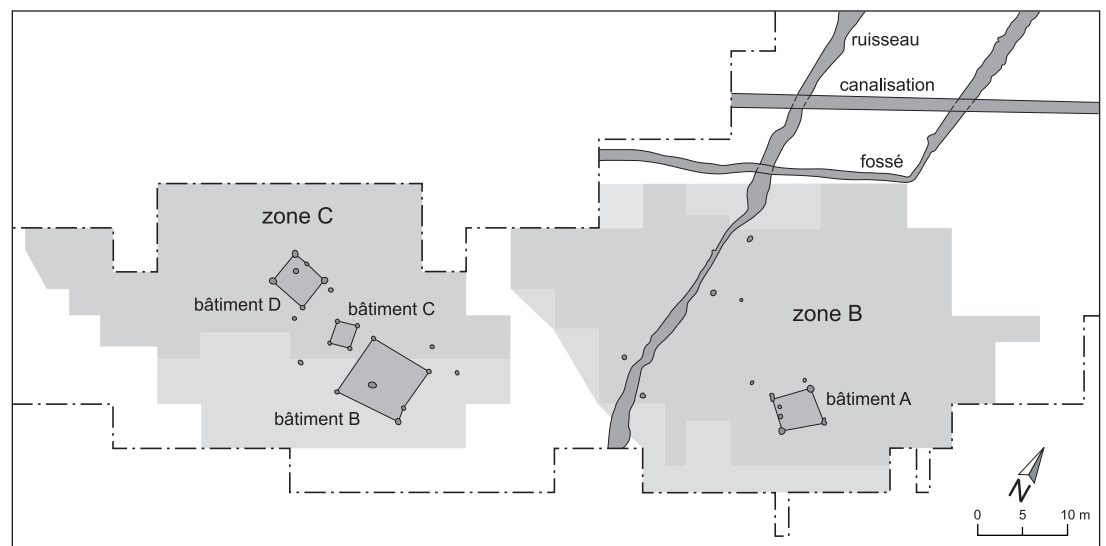 ruisseau
canalisation
fossé
zone C
bâtiment D
bâtiment C
bâtiment B
zone B
bâtiment A
N
0 5 10 m